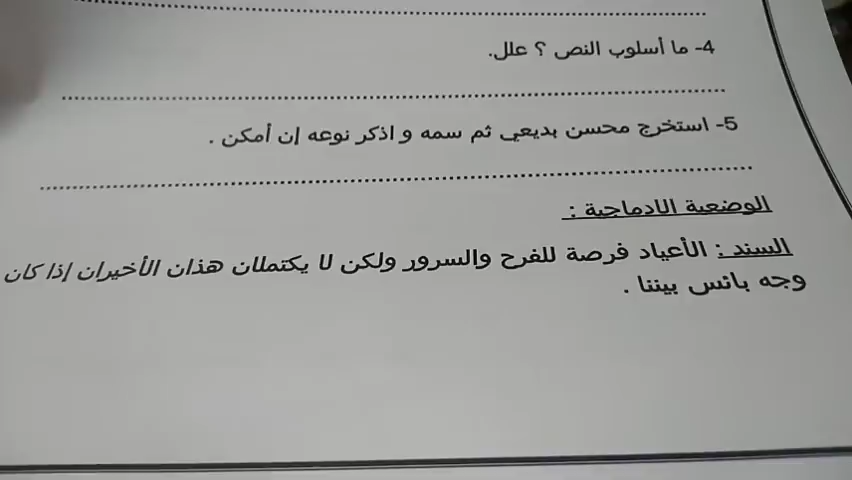 4- ما أسلوب النص ؟ علل.
5- استخرج محسن بديعي ثم سمه و اذكر نوعه إن أمكن .
الوضعية الادماجية :
السند : الأعياد فرصة للفرح والسرور ولكن لا يكتملان هذان الأخيران إذا كان
وجه بائس بيننا .